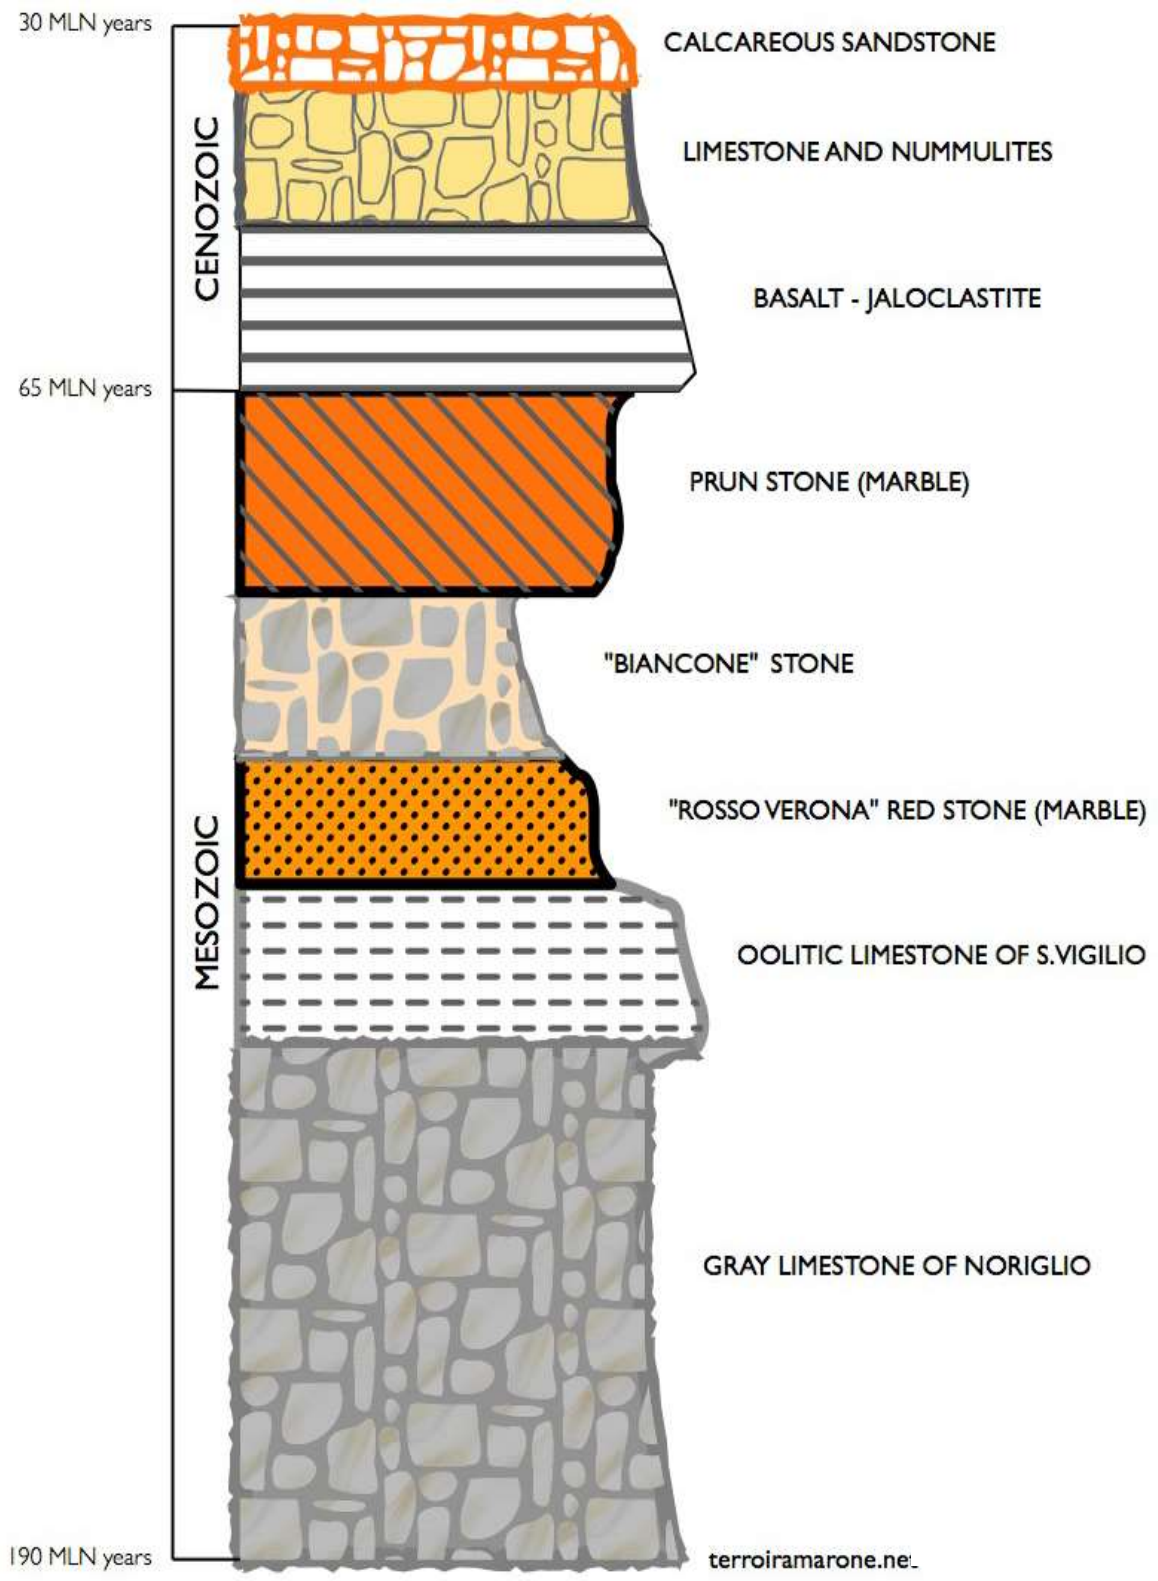 30 MLN years
CALCAREOUS SANDSTONE
CENOZOIC
LIMESTONE AND NUMMULITES
BASALT - JALOCLASTITE
65 MLN years
PRUN STONE (MARBLE)
"BIANCONE" STONE
MESOZOIC
"ROSSO VERONA" RED STONE (MARBLE)
OOLITIC LIMESTONE OF S.VIGILIO
GRAY LIMESTONE OF NORIGLIO
190 MLN years
terroiramarone.net